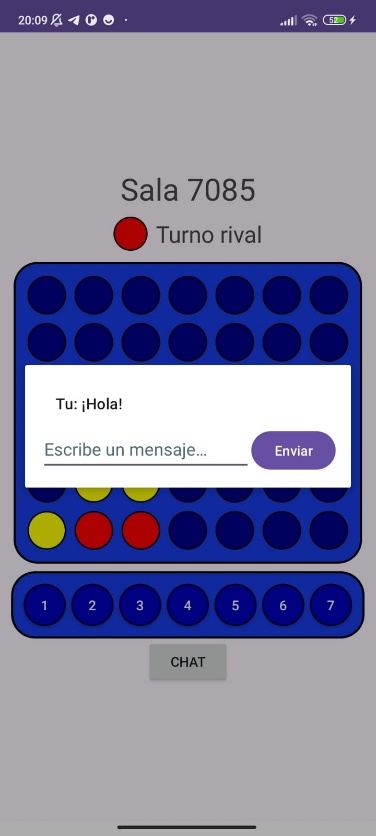 20:09
52
Sala 7085
Turno rival
Tu: ¡Hola!
Escribe un mensaje...
Enviar
1 2 3 4 5 6 7
CHAT